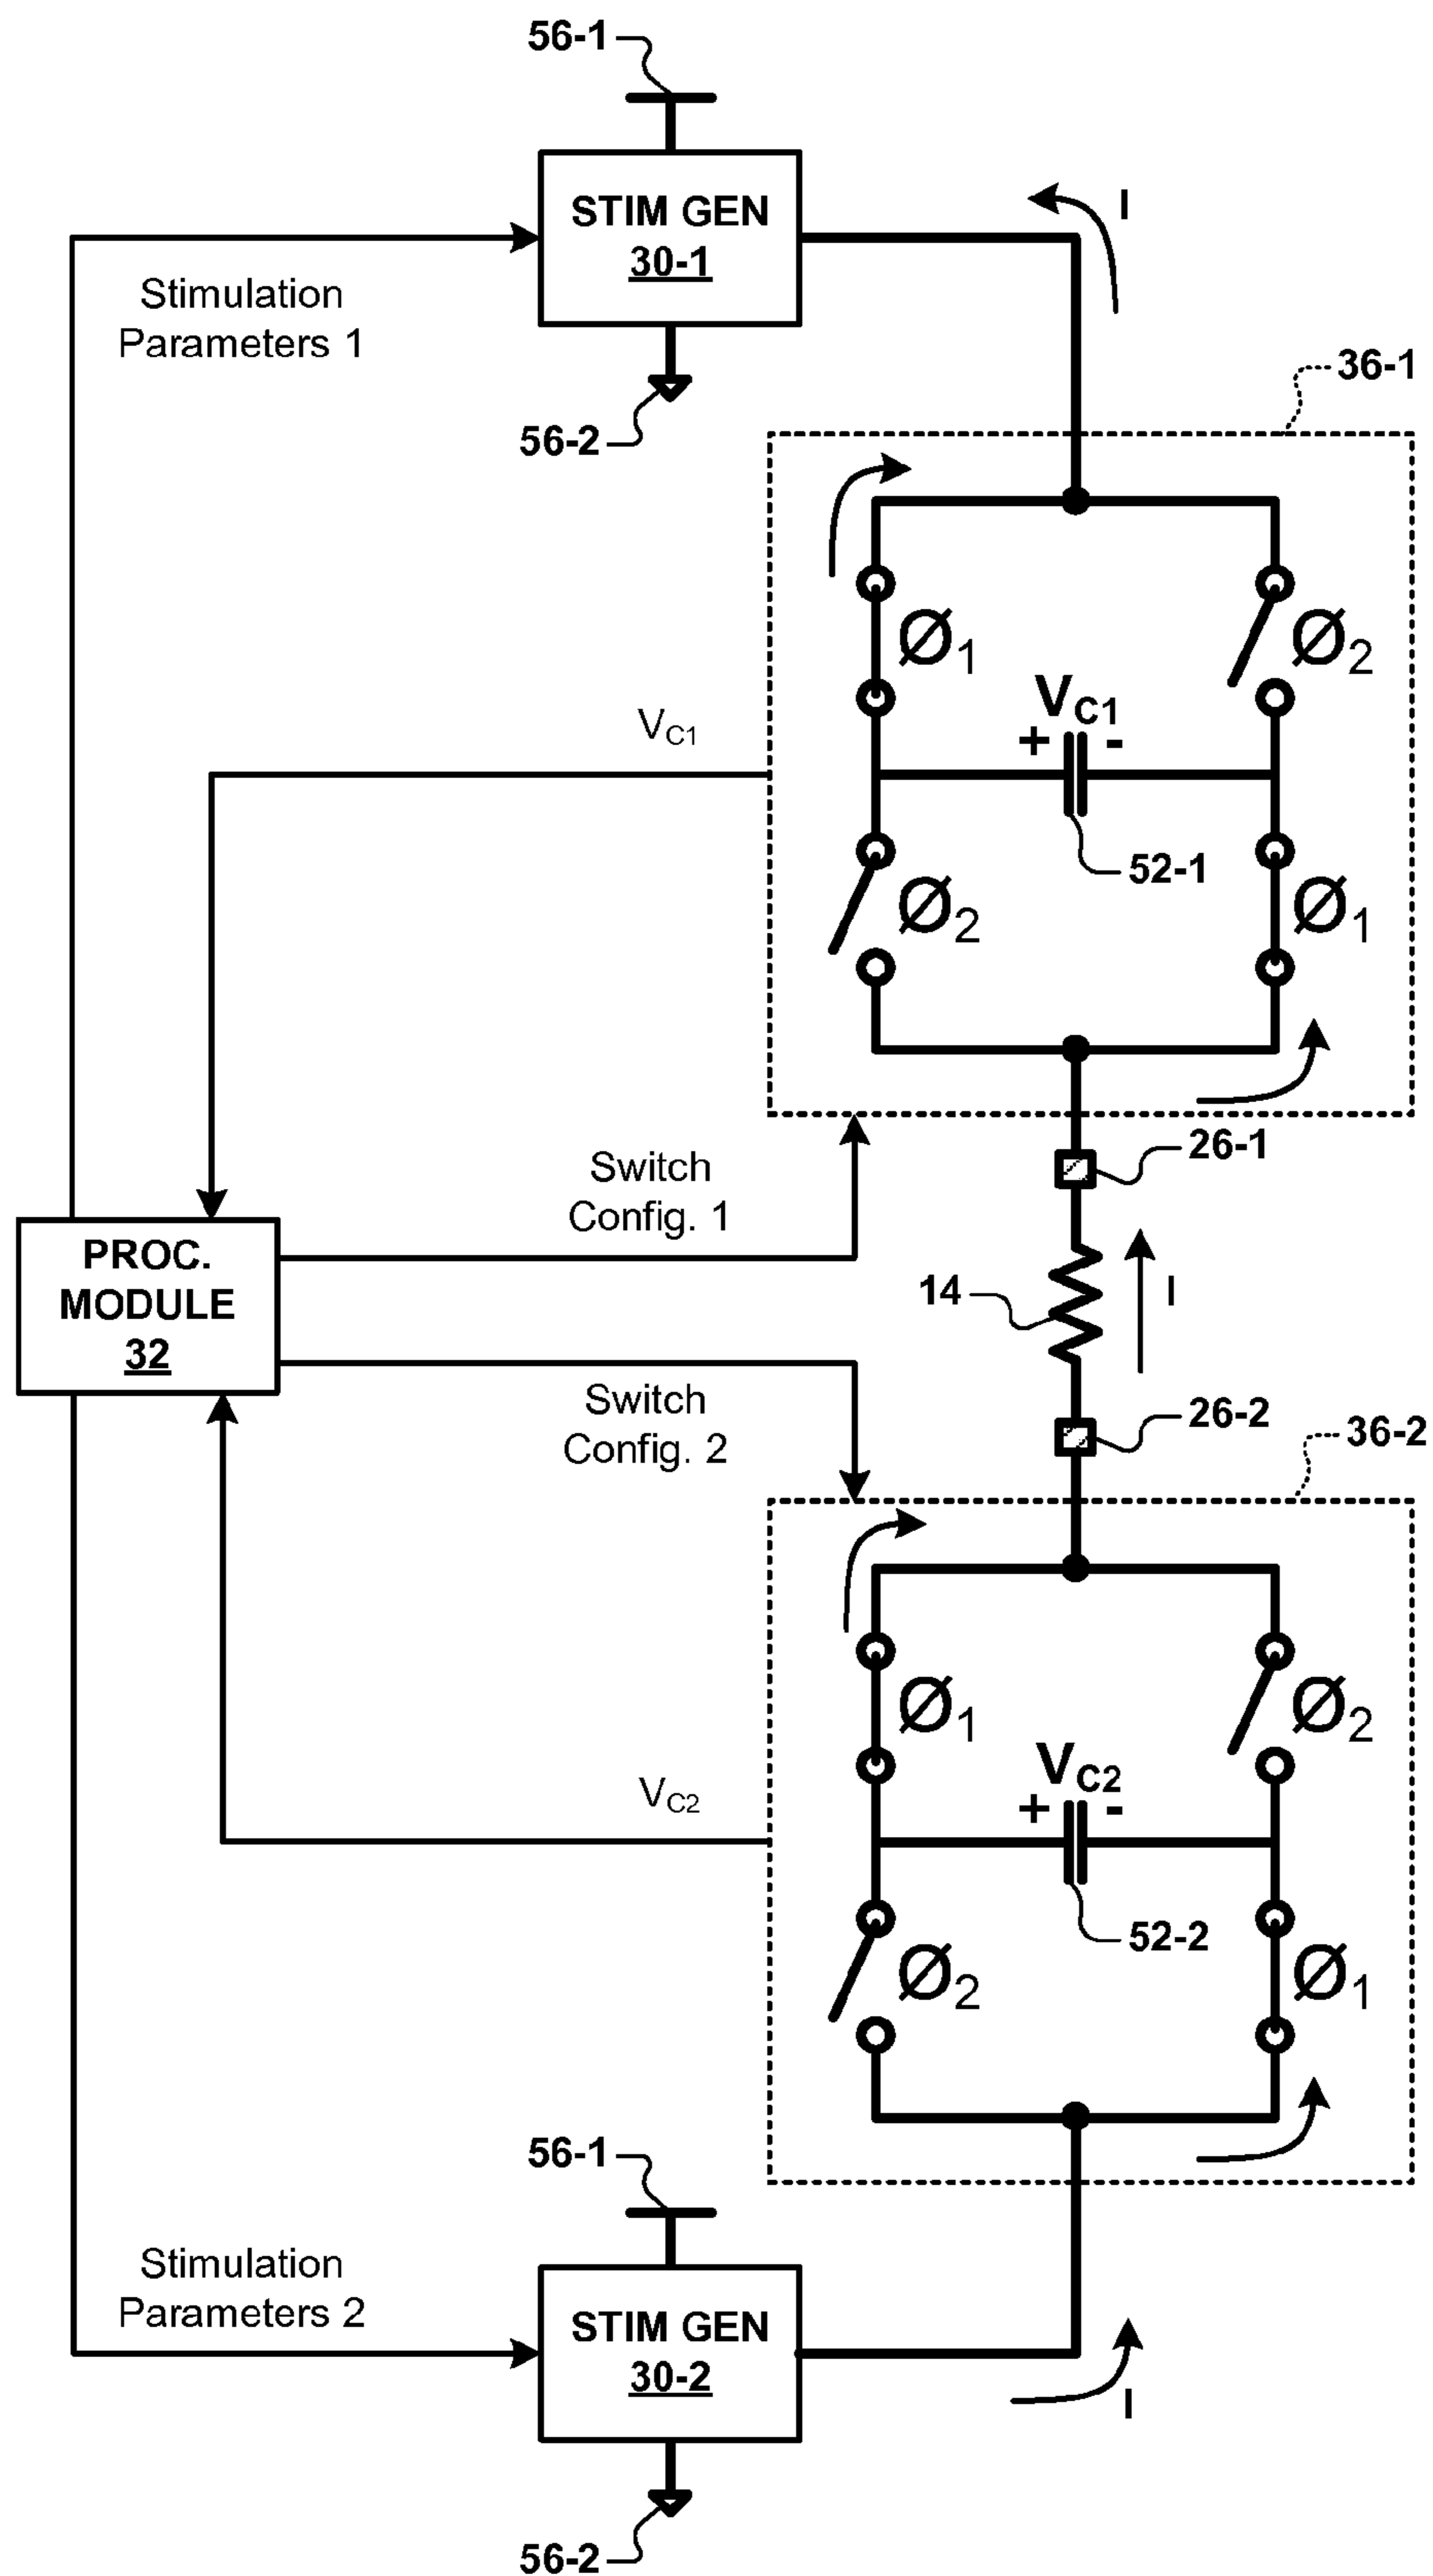 56-1
STIM GEN
30-1
I
Stimulation
Parameters 1
56-2
36-1
Ø1
Ø2
VC1
VC1
+
-
52-1
Ø2
Ø1
26-1
Switch
Config. 1
PROC.
MODULE
32
14
I
Switch
Config. 2
26-2
36-2
Ø1
Ø2
VC2
VC2
+
-
52-2
Ø2
Ø1
56-1
Stimulation
Parameters 2
STIM GEN
30-2
I
56-2